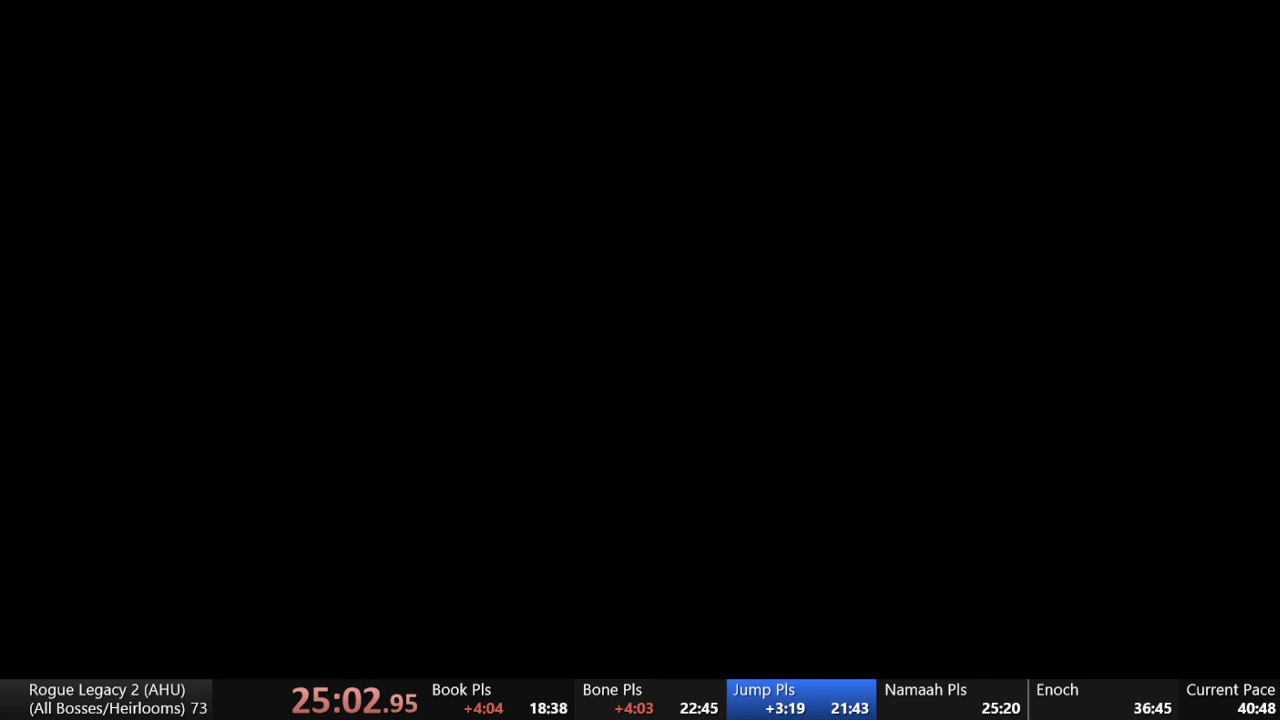 Rogue Legacy 2 (AHU)
(All Bosses/Heirlooms) 73
25:02.95
Book Pls
+4:04 18:38
Bone Pls
+4:03 22:45
Jump Pls
+3:19 21:43
Namaah Pls
25:20
Enoch
36:45
Current Pace
40:48